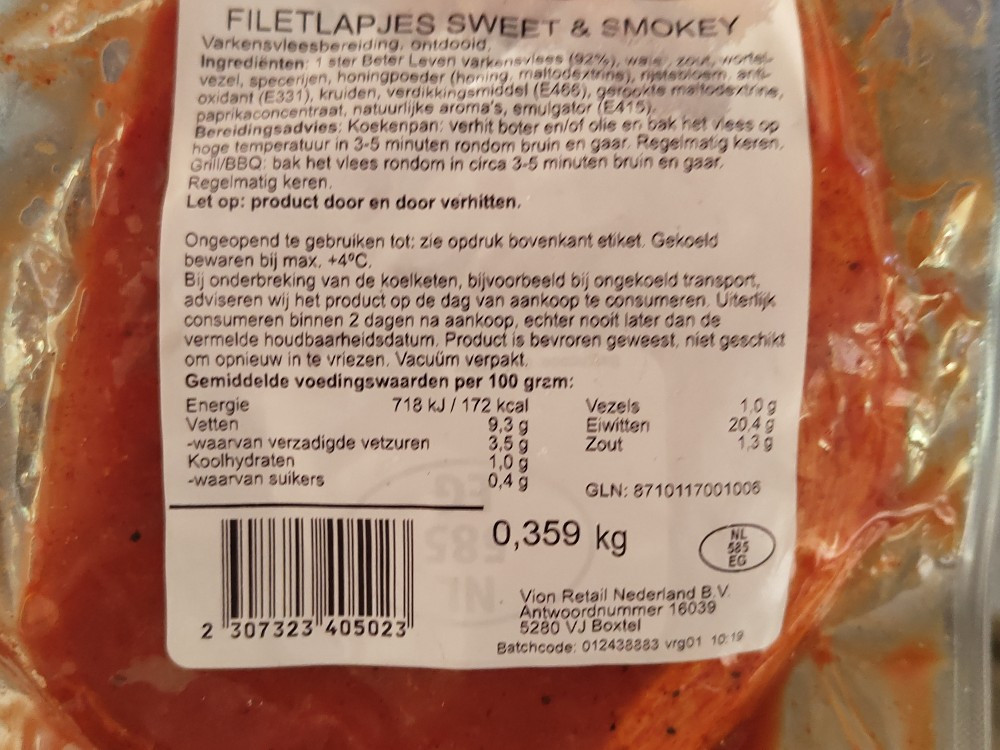 FILETLAPJES SWEET & SMOKEY
Varkensvleesbereiding, ontdooid.
Ingrediënten: 1 ster Beter Leven varkensvlees (92%), water, zout, wortel-
vezel, specerijen, honingpoeder (honing, maltodextrine), rijstebloem, anti-
oxidant (E331), kruiden, verdikkingsmiddel (E466), gerookte maltodextrine,
paprikaconcentraat, natuurlijke aroma's, emulgator (E415).
Bereidingsadvies: Koekenpan: verhit boter en/of olie en bak het vlees op
hoge temperatuur in 3-5 minuten rondom bruin en gaar. Regelmatig keren.
Grill/BBQ: bak het vlees rondom in circa 3-5 minuten bruin en gaar.
Regelmatig keren.
Let op: product door en door verhitten.
Ongeopend te gebruiken tot: zie opdruk bovenkant etiket. Gekoeld
bewaren bij max. +4°C.
Bij onderbreking van de koelketen, bijvoorbeeld bij ongekoeld transport,
adviseren wij het product op de dag van aankoop te consumeren. Uiterlijk
consumeren binnen 2 dagen na aankoop, echter nooit later dan de
vermelde houdbaarheidsdatum. Product is bevroren geweest, niet geschikt
om opnieuw in te vriezen. Vacuüm verpakt.
Gemiddelde voedingswaarden per 100 gram:
Energie 718 kJ / 172 kcal
Vetten 9,3 g
-waarvan verzadigde vetzuren 3,5 g
Koolhydraten 1,0 g
-waarvan suikers 0,4 g
Vezels 1,0 g
Eiwitten 20,4 g
Zout 1,3 g
GLN: 8710117001006
0,359 kg
NL
585
EG
2 307323 405023
Vion Retail Nederland B.V.
Antwoordnummer 16039
5280 VJ Boxtel
Batchcode: 012438883 vrg01 10:19